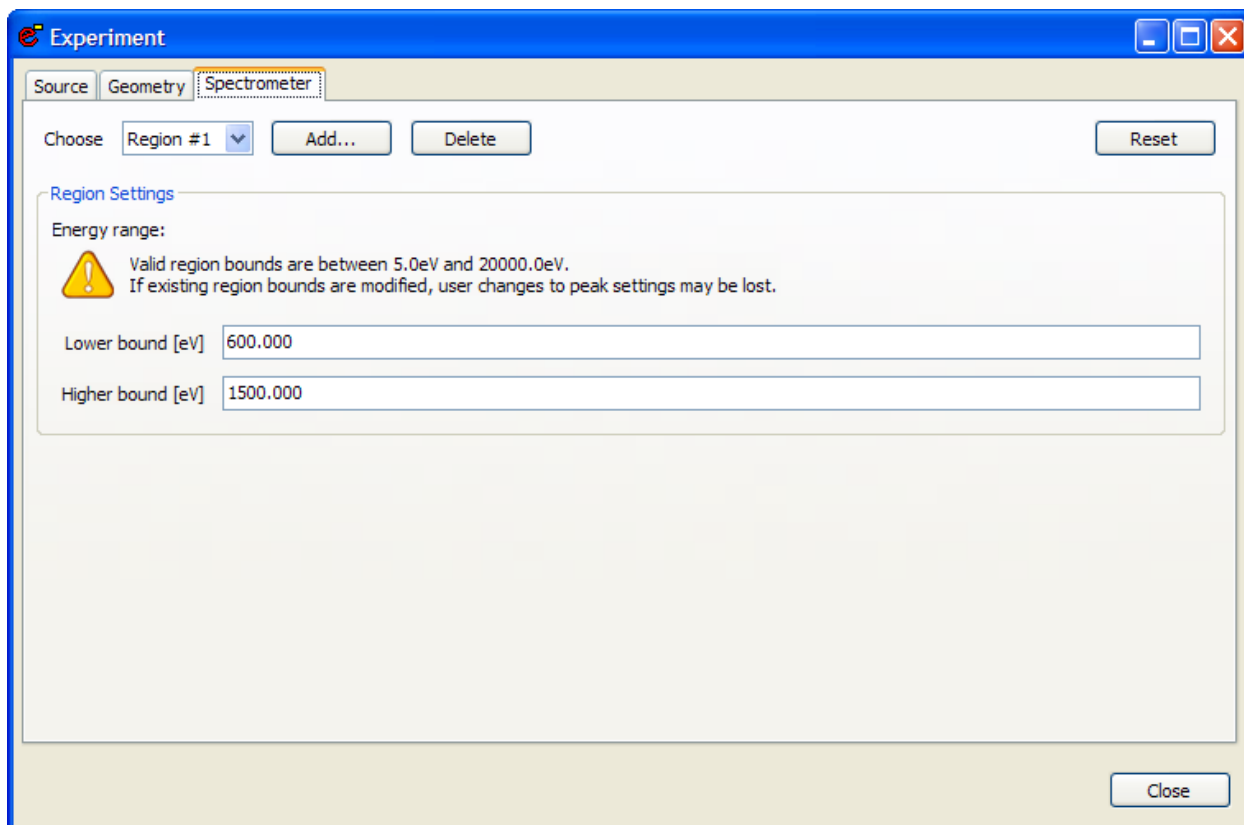 Experiment
Source Geometry Spectrometer
Choose Region #1 Add... Delete Reset
Region Settings
Energy range:
Valid region bounds are between 5.0eV and 20000.0eV.
If existing region bounds are modified, user changes to peak settings may be lost.
Lower bound [eV] 600.000
Higher bound [eV] 1500.000
Close